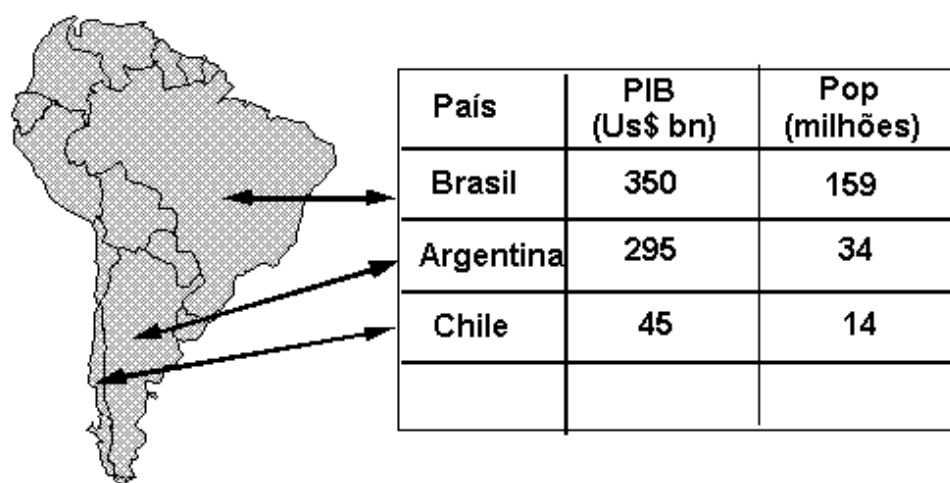 País PIB Pop
(Us$ bn) (milhões)
Brasil 350 159
Argentina 295 34
Chile 45 14